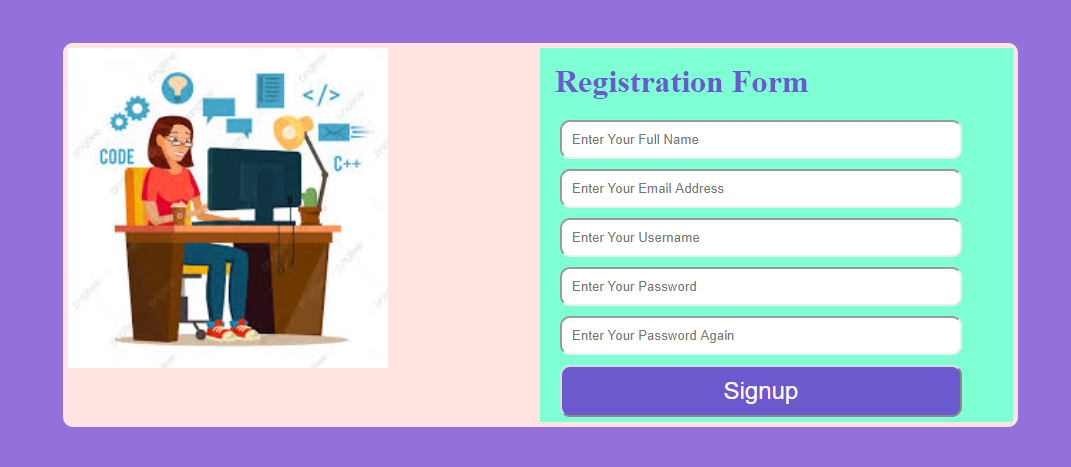 CODE
</>
C++
Registration Form
Enter Your Full Name
Enter Your Email Address
Enter Your Username
Enter Your Password
Enter Your Password Again
Signup